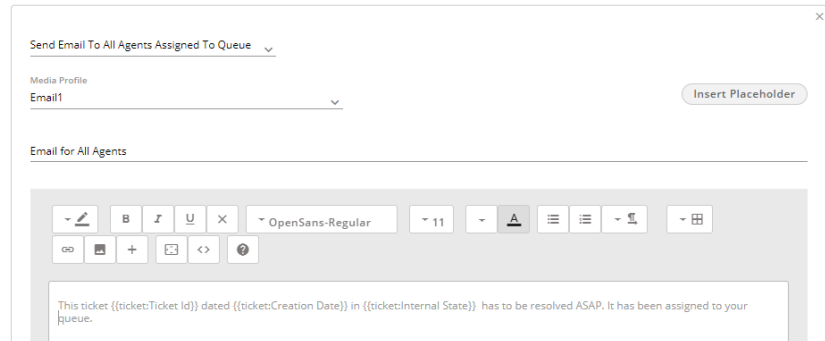 Send Email To All Agents Assigned To Queue
Media Profile
Email1
Insert Placeholder
Email for All Agents
B I U
OpenSans-Regular
11
A
This ticket {{ticket:Ticket Id}} dated {{ticket:Creation Date}} in {{ticket:Internal State}} has to be resolved ASAP. It has been assigned to your
queue.